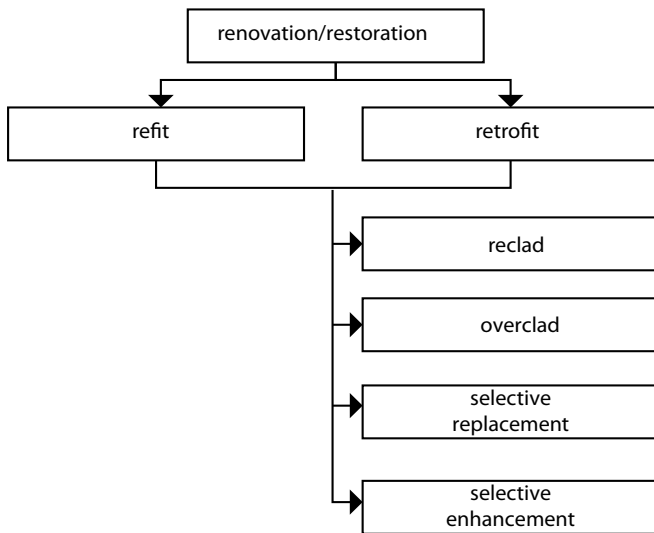 renovation/restoration
refit
retrofit
reclad
overclad
selective
replacement
selective
enhancement